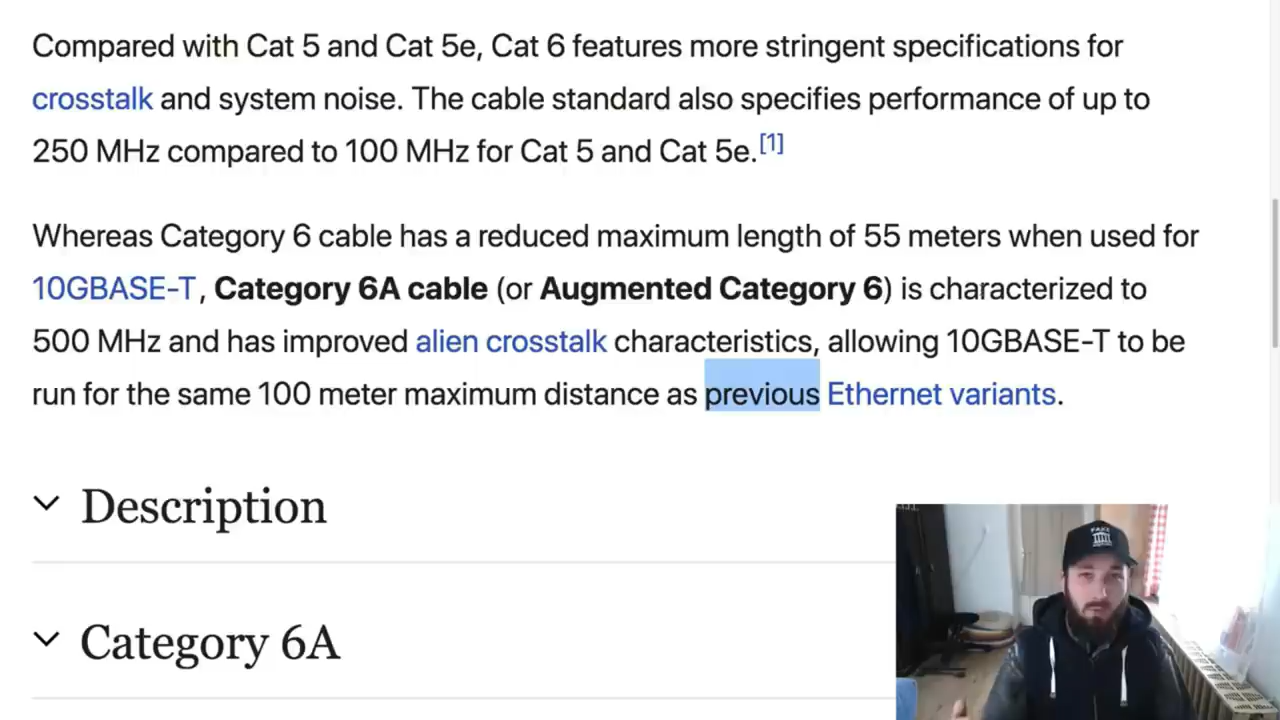 Compared with Cat 5 and Cat 5e, Cat 6 features more stringent specifications for
crosstalk and system noise. The cable standard also specifies performance of up to
250 MHz compared to 100 MHz for Cat 5 and Cat 5e.[1]
Whereas Category 6 cable has a reduced maximum length of 55 meters when used for
10GBASE-T, Category 6A cable (or Augmented Category 6) is characterized to
500 MHz and has improved alien crosstalk characteristics, allowing 10GBASE-T to be
run for the same 100 meter maximum distance as previous Ethernet variants.
Description
Category 6A